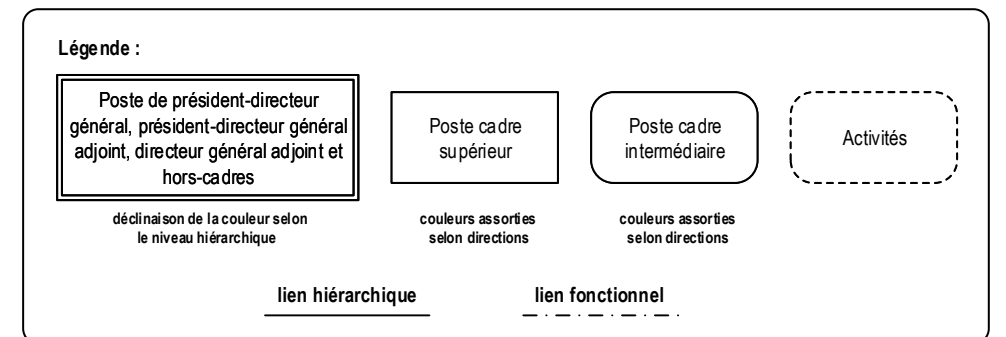 Légende :
Poste de président-directeur
général, président-directeur général
adjoint, directeur général adjoint et
hors-cadres
Poste cadre
supérieur
Poste cadre
intermédiaire
Activités
déclinaison de la couleur selon
le niveau hiérarchique
couleurs assorties
selon directions
couleurs assorties
selon directions
lien hiérarchique
lien fonctionnel